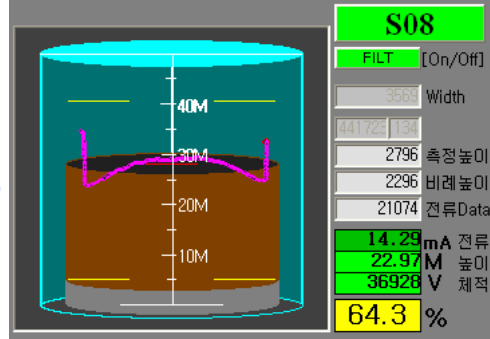 S08
FILT [On/Off]
3569 Width
441729 134
40M
2796 측정높이
30M
2296 비례높이
20M
21074 전류Data
14.29 mA 전류
10M
22.97 M 높이
36928 V 체적
64.3 %